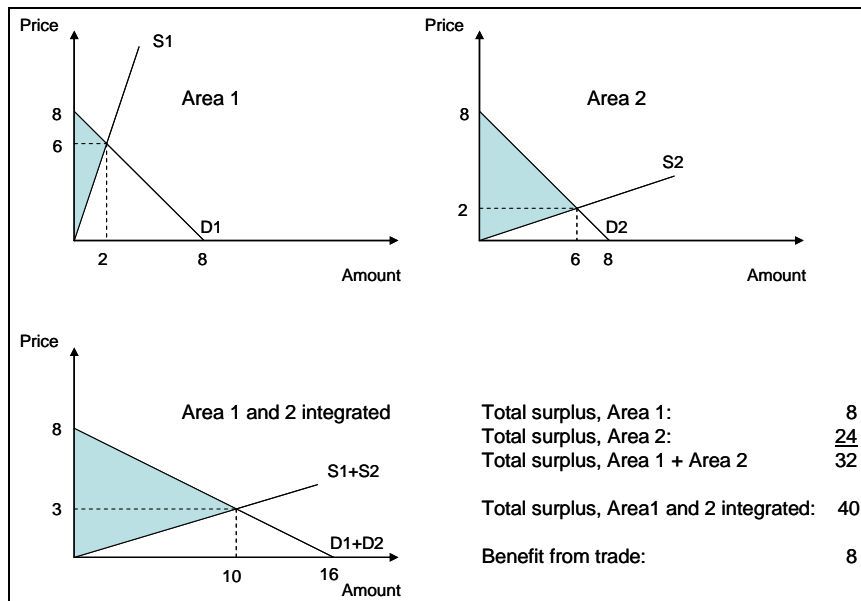 Price
S1
Area 1
8
6
D1
2
8
Amount
Price
Area 2
8
S2
2
D2
6
8
Amount
Price
Area 1 and 2 integrated
8
S1+S2
3
D1+D2
10
16
Amount
Total surplus, Area 1: 8
Total surplus, Area 2: 24
Total surplus, Area 1 + Area 2 32
Total surplus, Area1 and 2 integrated: 40
Benefit from trade: 8